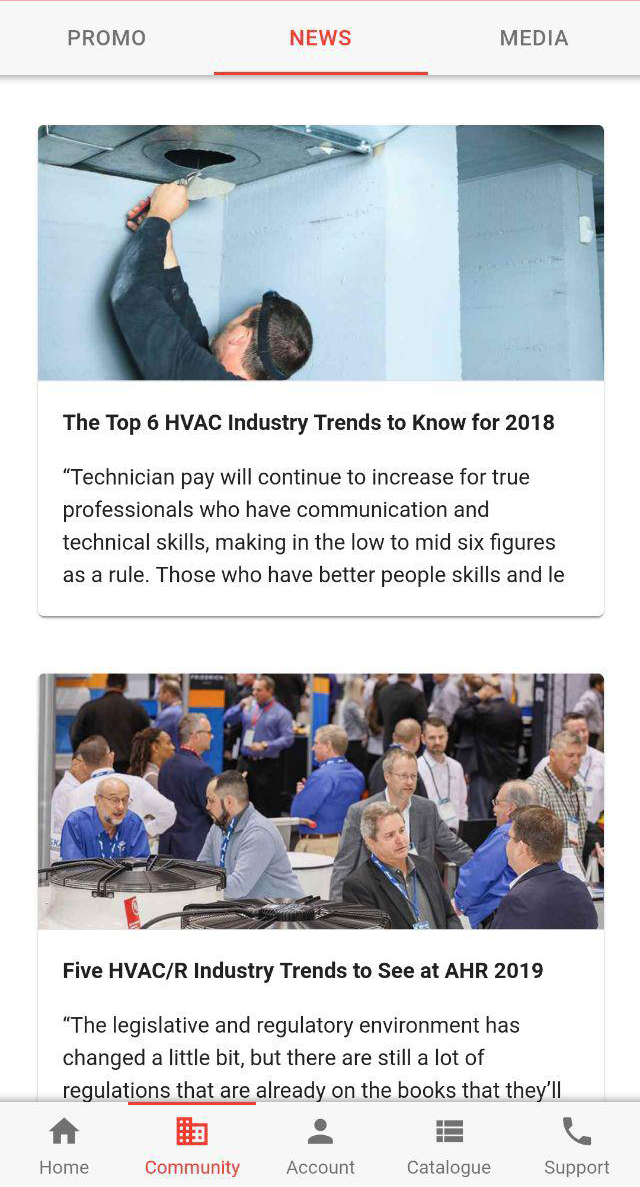 PROMO NEWS MEDIA
The Top 6 HVAC Industry Trends to Know for 2018
“Technician pay will continue to increase for true
professionals who have communication and
technical skills, making in the low to mid six figures
as a rule. Those who have better people skills and le
Five HVAC/R Industry Trends to See at AHR 2019
“The legislative and regulatory environment has
changed a little bit, but there are still a lot of
regulations that are already on the books that they’ll
Home Community Account Catalogue Support